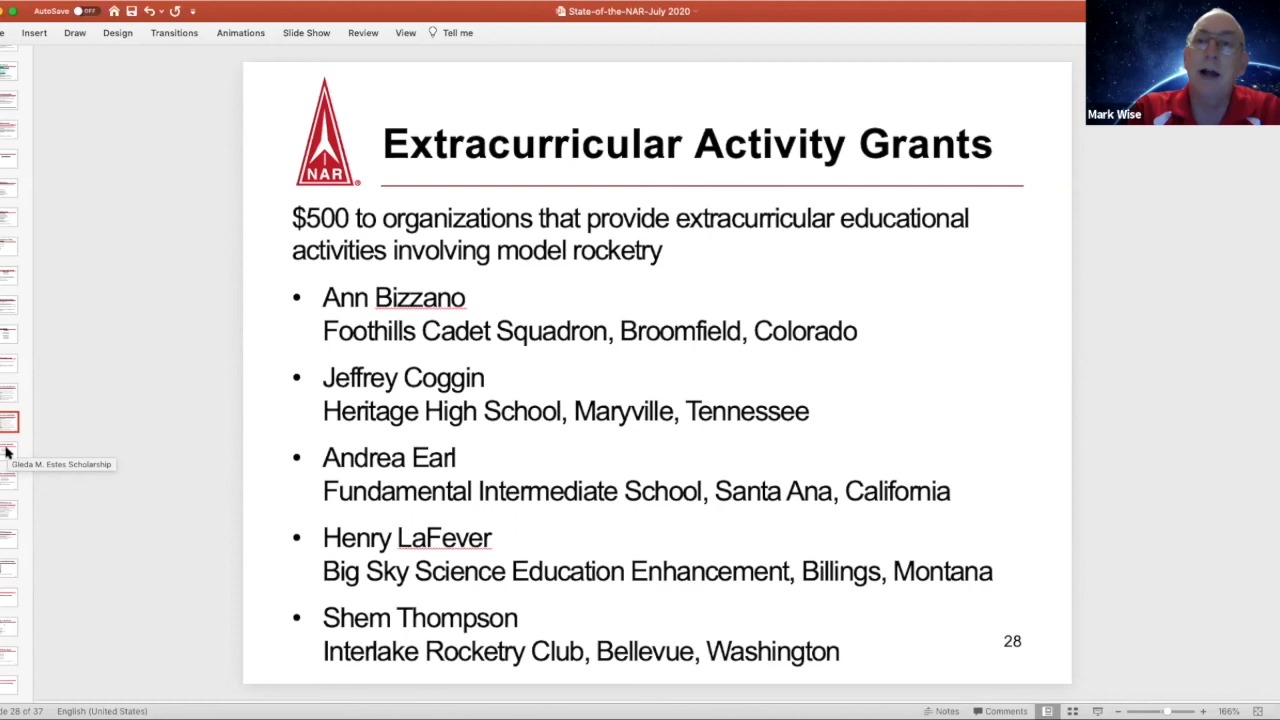 AutoSave OFF
State-of-the-NAR-July 2020
Insert Draw Design Transitions Animations Slide Show Review View Tell me
Mark Wise
NAR
®
Extracurricular Activity Grants
$500 to organizations that provide extracurricular educational
activities involving model rocketry
• Ann Bizzano
Foothills Cadet Squadron, Broomfield, Colorado
• Jeffrey Coggin
Heritage High School, Maryville, Tennessee
• Andrea Earl
Fundamental Intermediate School, Santa Ana, California
• Henry LaFever
Big Sky Science Education Enhancement, Billings, Montana
• Shem Thompson
Interlake Rocketry Club, Bellevue, Washington
28
Gleda M. Estes Scholarship
de 28 of 37 English (United States) Notes Comments 166%